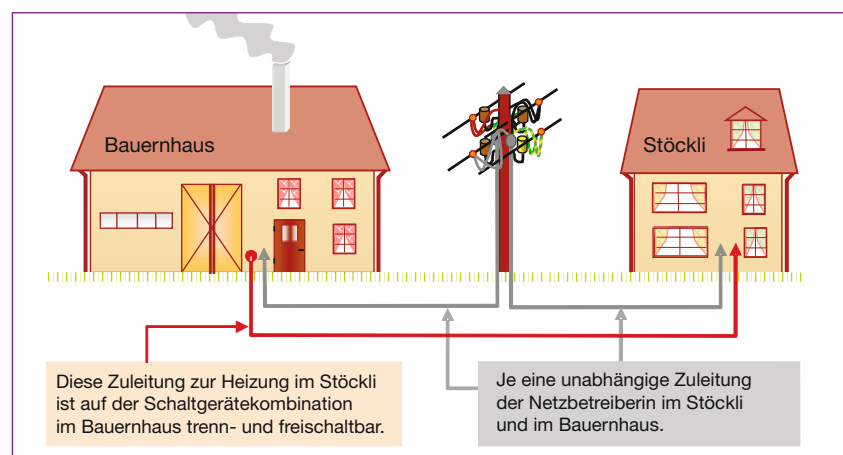 Bauernhaus
Stöckli
Diese Zuleitung zur Heizung im Stöckli
ist auf der Schaltgerätekombination
im Bauernhaus trenn- und freischaltbar.
Je eine unabhängige Zuleitung
der Netzbetreiberin im Stöckli
und im Bauernhaus.